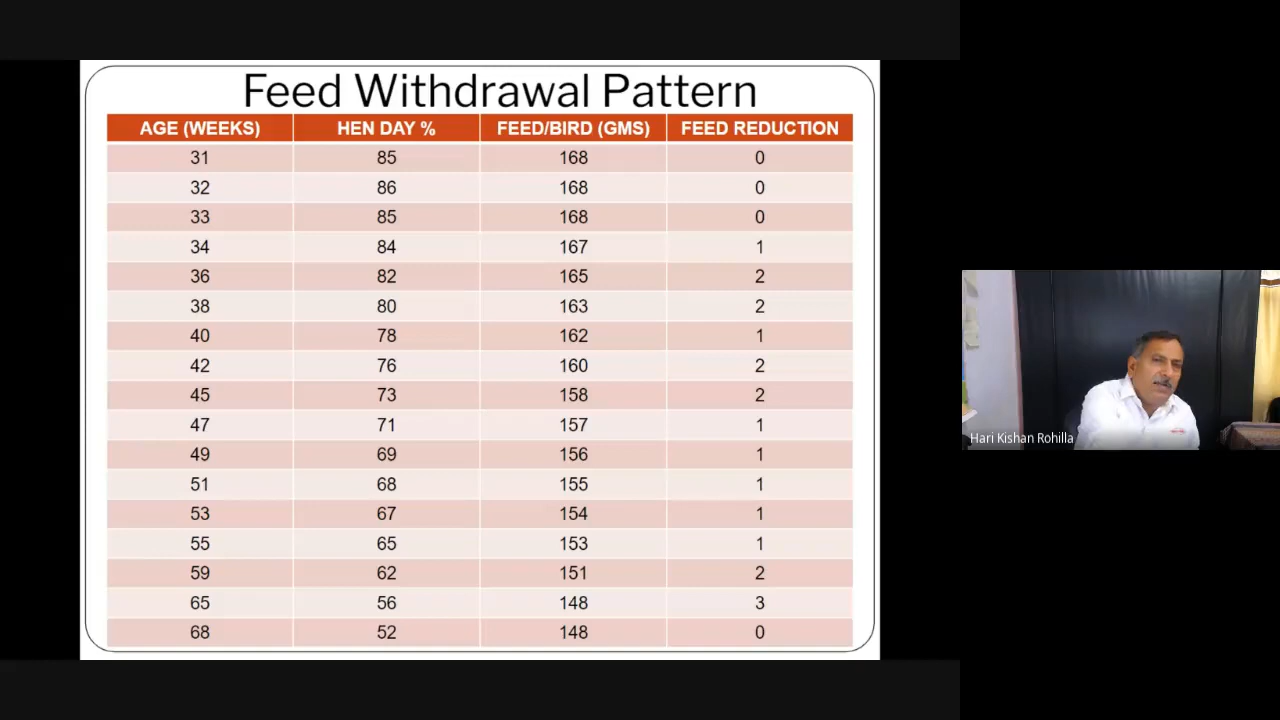 Feed Withdrawal Pattern
AGE (WEEKS) HEN DAY % FEED/BIRD (GMS) FEED REDUCTION
31 85 168 0
32 86 168 0
33 85 168 0
34 84 167 1
36 82 165 2
38 80 163 2
40 78 162 1
42 76 160 2
45 73 158 2
47 71 157 1
49 69 156 1
51 68 155 1
53 67 154 1
55 65 153 1
59 62 151 2
65 56 148 3
68 52 148 0
Hari Kishan Rohilla